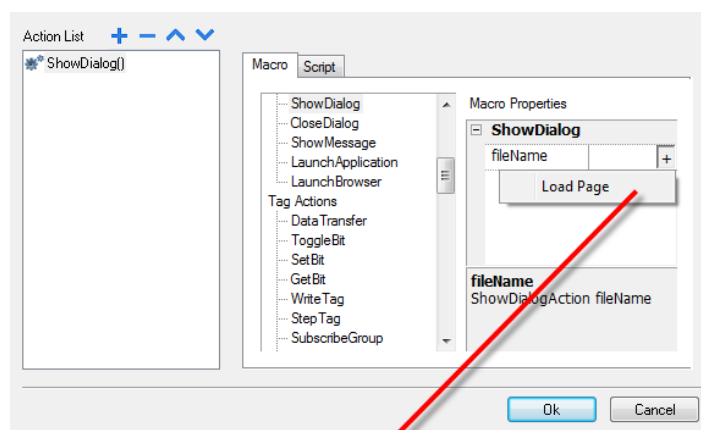 Action List
ShowDialog()
Macro Script
ShowDialog
CloseDialog
ShowMessage
LaunchApplication
LaunchBrowser
Tag Actions
DataTransfer
ToggleBit
SetBit
GetBit
WriteTag
StepTag
SubscribeGroup
Macro Properties
ShowDialog
fileName
Load Page
fileName
ShowDialogAction fileName
Ok Cancel